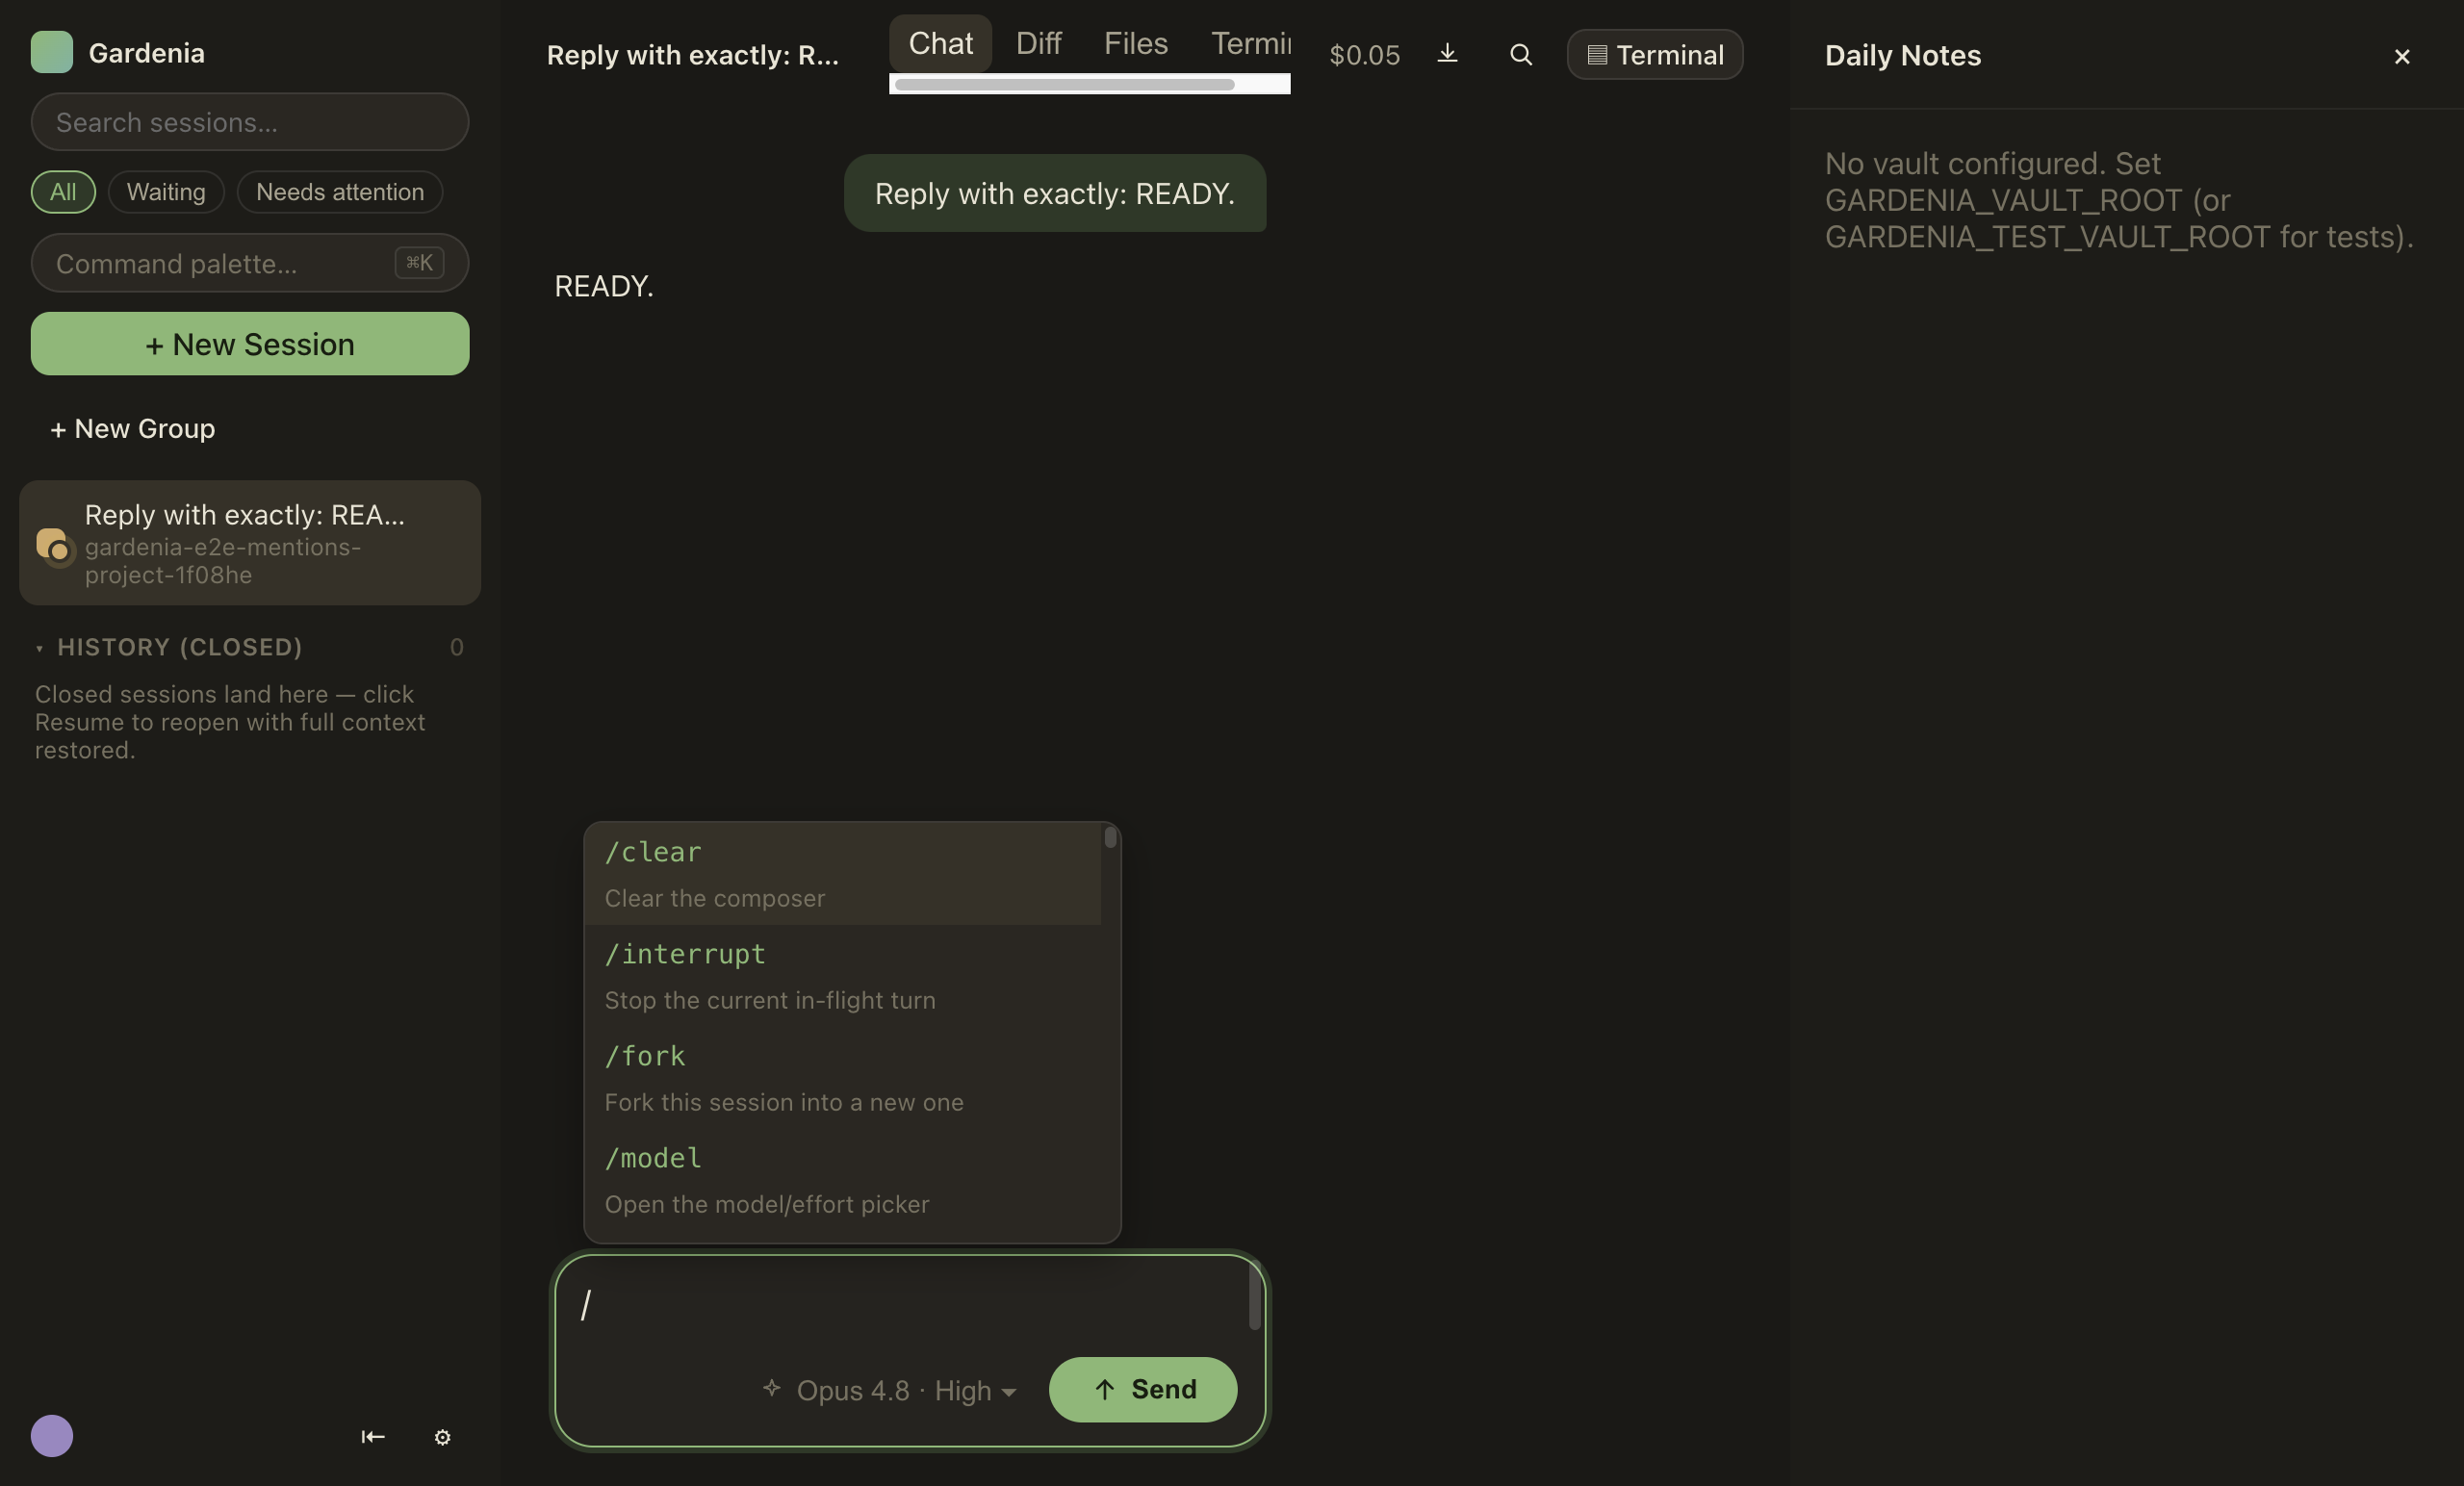 Gardenia
Search sessions...
All
Waiting
Needs attention
Command palette...
⌘K
+ New Session
+ New Group
Reply with exactly: REA...
gardenia-e2e-mentions-
project-1f08he
HISTORY (CLOSED)
0
Closed sessions land here — click
Resume to reopen with full context
restored.
Reply with exactly: R...
Chat
Diff
Files
Termi
$0.05
Terminal
Reply with exactly: READY.
READY.
/clear
Clear the composer
/interrupt
Stop the current in-flight turn
/fork
Fork this session into a new one
/model
Open the model/effort picker
/
Opus 4.8 · High
Send
Daily Notes
No vault configured. Set
GARDENIA_VAULT_ROOT (or
GARDENIA_TEST_VAULT_ROOT for tests).